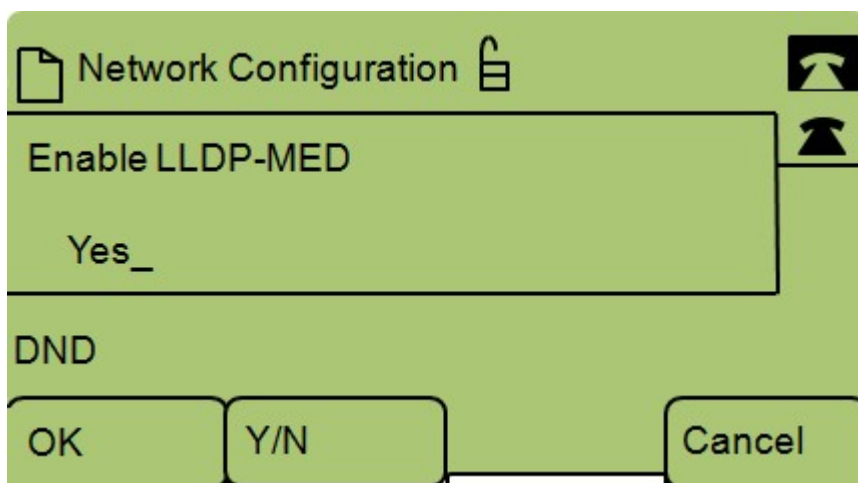 Network Configuration
Enable LLDP-MED
Yes_
DND
OK Y/N Cancel